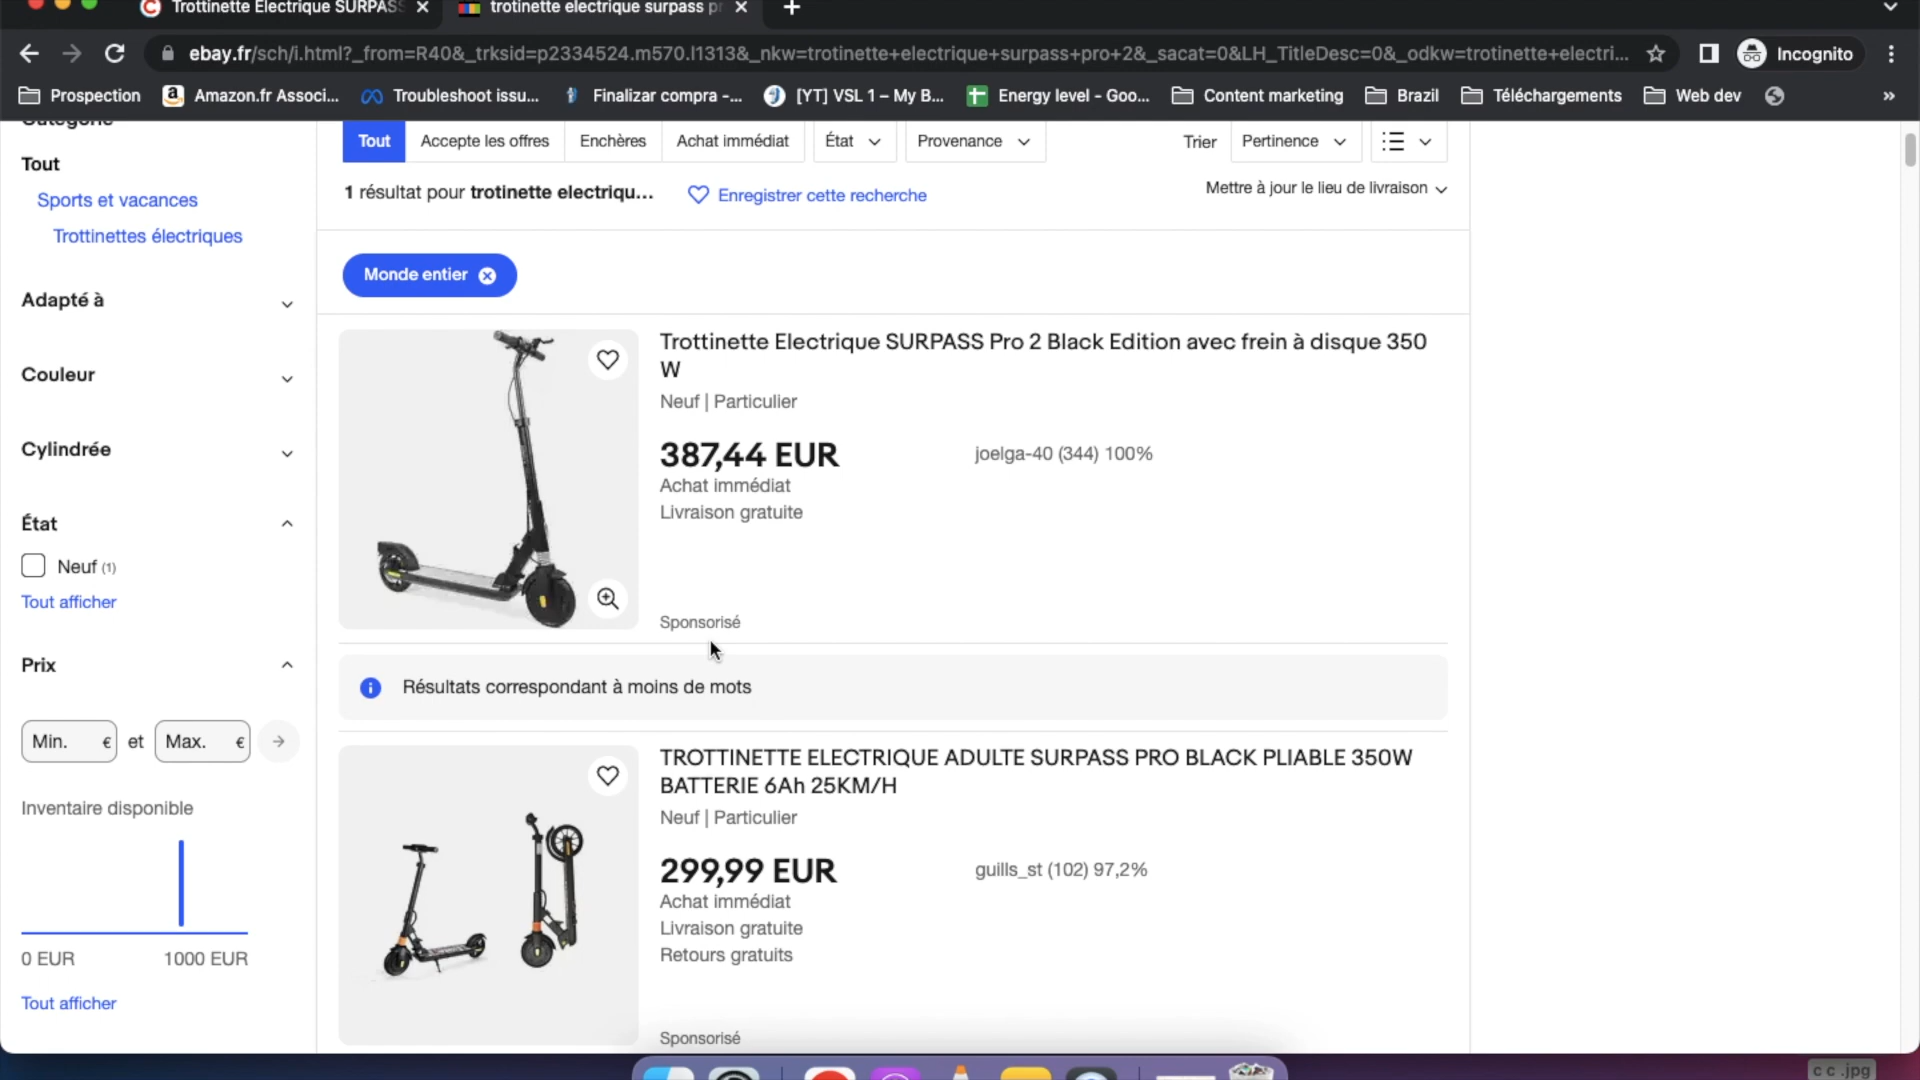 Trottinette Electrique SURPASS
trotinette electrique surpass pr
ebay.fr/sch/i.html?_from=R40&_trksid=p2334524.m570.l1313&_nkw=trotinette+electrique+surpass+pro+2&_sacat=0&LH_TitleDesc=0&_odkw=trotinette+electri...
Incognito
Prospection
Amazon.fr Associ...
Troubleshoot issu...
Finalizar compra -...
[YT] VSL 1 – My B...
Energy level - Goo...
Content marketing
Brazil
Téléchargements
Web dev
»
Catégorie
Tout
Sports et vacances
Trottinettes électriques
Adapté à
Couleur
Cylindrée
État
Neuf (1)
Tout afficher
Prix
Min. €
et
Max. €
Inventaire disponible
0 EUR
1000 EUR
Tout afficher
Tout
Accepte les offres
Enchères
Achat immédiat
État
Provenance
Trier
Pertinence
1 résultat pour trotinette electriqu...
Enregistrer cette recherche
Mettre à jour le lieu de livraison
Monde entier
Trottinette Electrique SURPASS Pro 2 Black Edition avec frein à disque 350
W
Neuf | Particulier
387,44 EUR
joelga-40 (344) 100%
Achat immédiat
Livraison gratuite
Sponsorisé
Résultats correspondant à moins de mots
TROTTINETTE ELECTRIQUE ADULTE SURPASS PRO BLACK PLIABLE 350W
BATTERIE 6Ah 25KM/H
Neuf | Particulier
299,99 EUR
guills_st (102) 97,2%
Achat immédiat
Livraison gratuite
Retours gratuits
Sponsorisé
c c .jpg